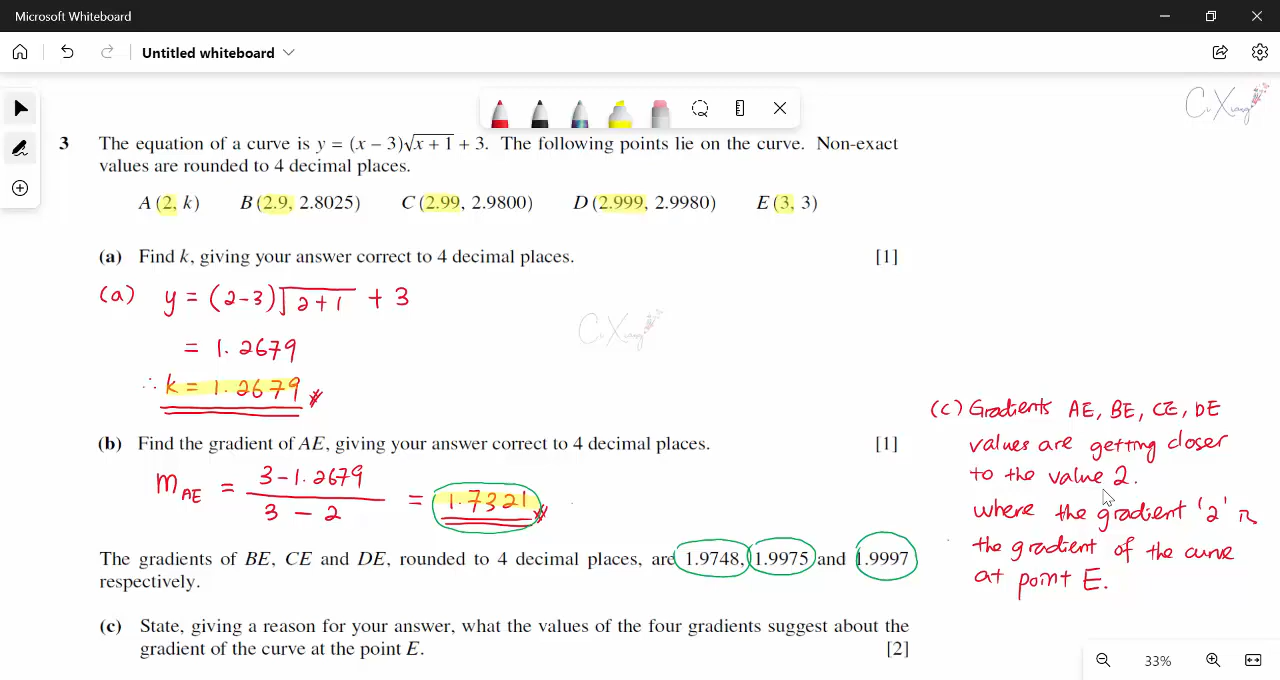 Microsoft Whiteboard
Untitled whiteboard
Ci Xiang
3 The equation of a curve is y = (x − 3)√x + 1 + 3. The following points lie on the curve. Non-exact
values are rounded to 4 decimal places.
A (2, k) B (2.9, 2.8025) C (2.99, 2.9800) D (2.999, 2.9980) E (3, 3)
(a) Find k, giving your answer correct to 4 decimal places. [1]
(a) y = (2-3)√2+1 + 3
Ci Xiang
= 1.2679
∴ k = 1.2679
(b) Find the gradient of AE, giving your answer correct to 4 decimal places. [1]
m AE = 3-1.2679 / 3 - 2 = 1.7321
The gradients of BE, CE and DE, rounded to 4 decimal places, are 1.9748, 1.9975 and 1.9997
respectively.
(c) State, giving a reason for your answer, what the values of the four gradients suggest about the
gradient of the curve at the point E. [2]
(c) Gradients AE, BE, CE, DE
values are getting closer
to the value 2.
where the gradient '2' is
the gradient of the curve
at point E.
33%